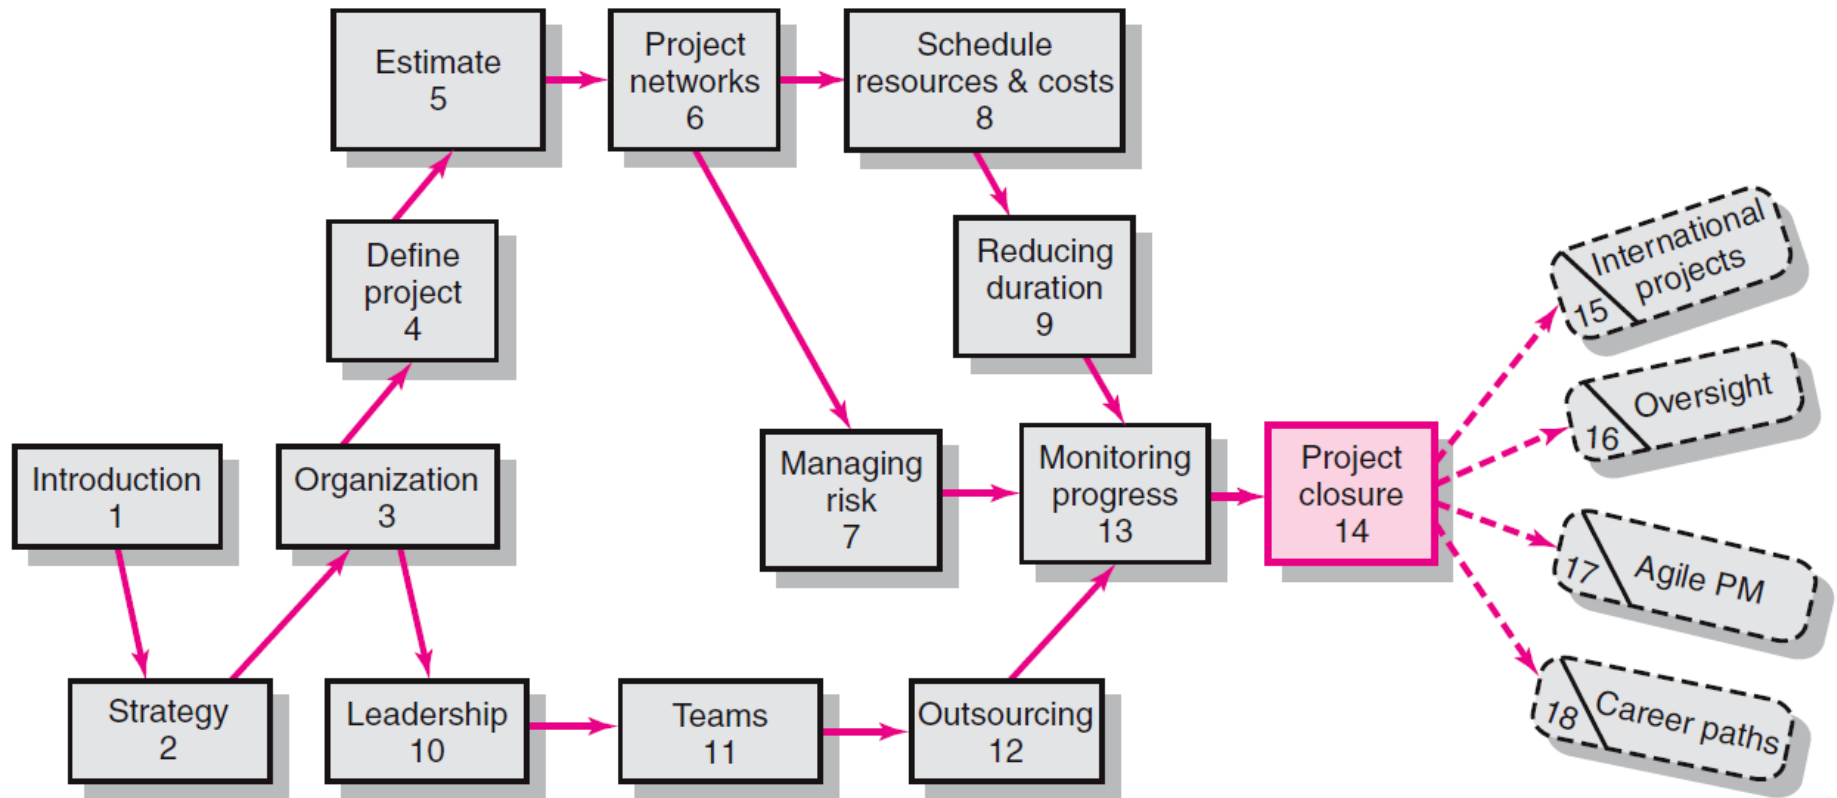 Estimate
5
Project
networks
6
Schedule
resources & costs
8
Define
project
4
Reducing
duration
9
International
projects
15
Oversight
16
Introduction
1
Organization
3
Managing
risk
7
Monitoring
progress
13
Project
closure
14
Agile PM
17
Strategy
2
Leadership
10
Teams
11
Outsourcing
12
Career paths
18